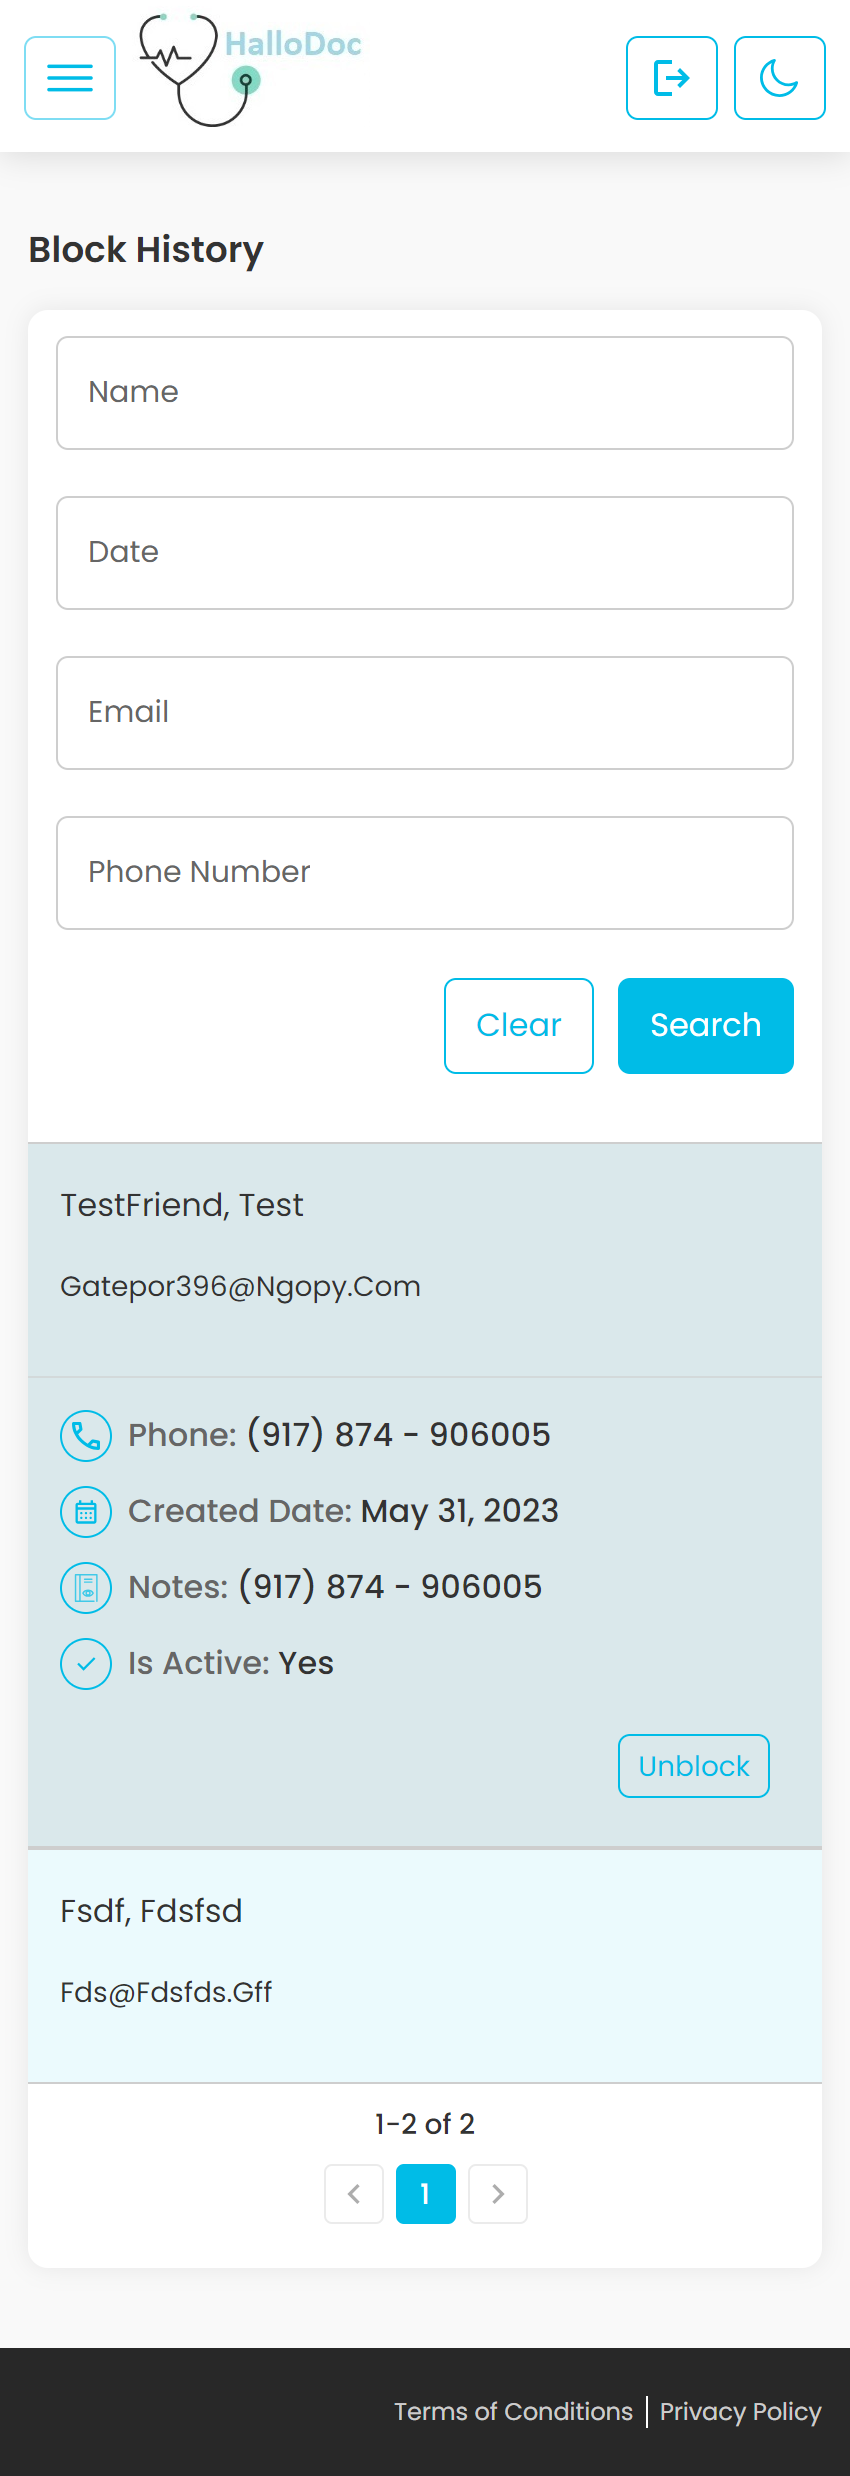 HalloDoc
Block History
Name
Date
Email
Phone Number
Clear
Search
TestFriend, Test
Gatepor396@Ngopy.Com
Phone: (917) 874 - 906005
Created Date: May 31, 2023
Notes: (917) 874 - 906005
Is Active: Yes
Unblock
Fsdf, Fdsfsd
Fds@Fdsfds.Gff
1-2 of 2
1
Terms of Conditions | Privacy Policy